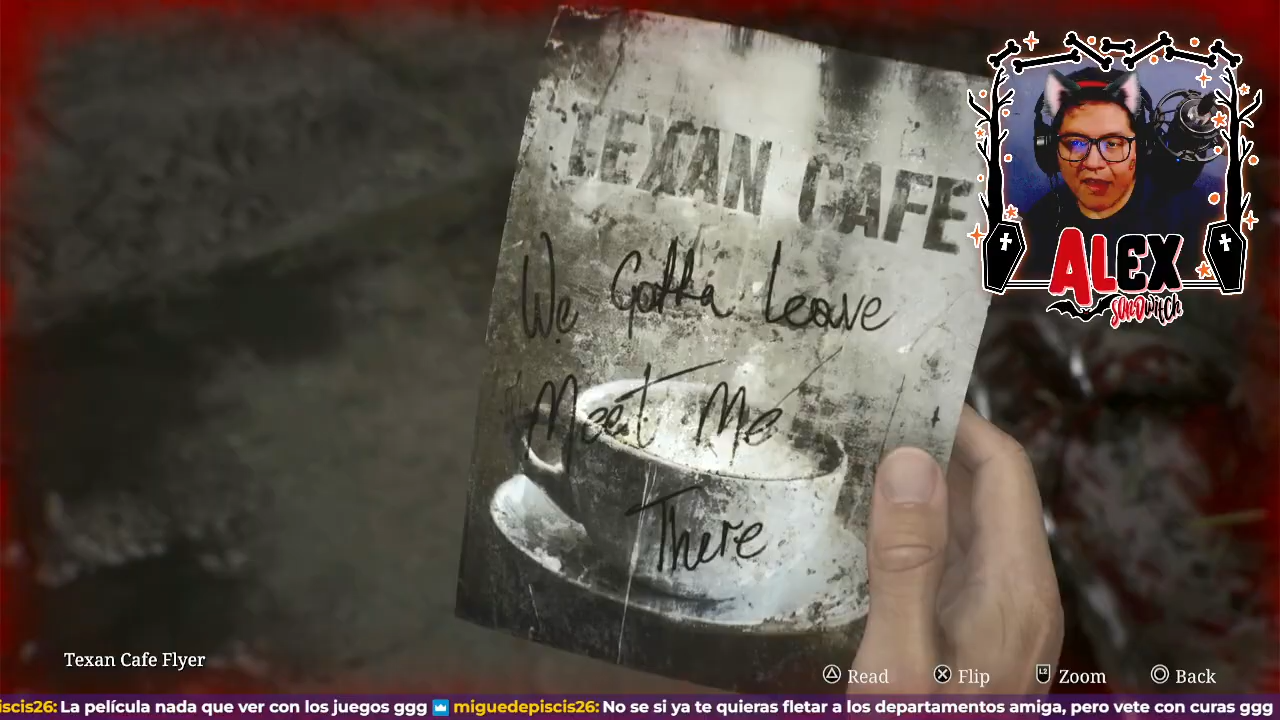 TEXAN CAFE
We Gotta Leave
Meet Me
There
ALEX
SANDWITCH
Texan Cafe Flyer
Read
Flip
L2 Zoom
Back
iscis26: La película nada que ver con los juegos ggg miguedepiscis26: No se si ya te quieras fletar a los departamentos amiga, pero vete con curas ggg